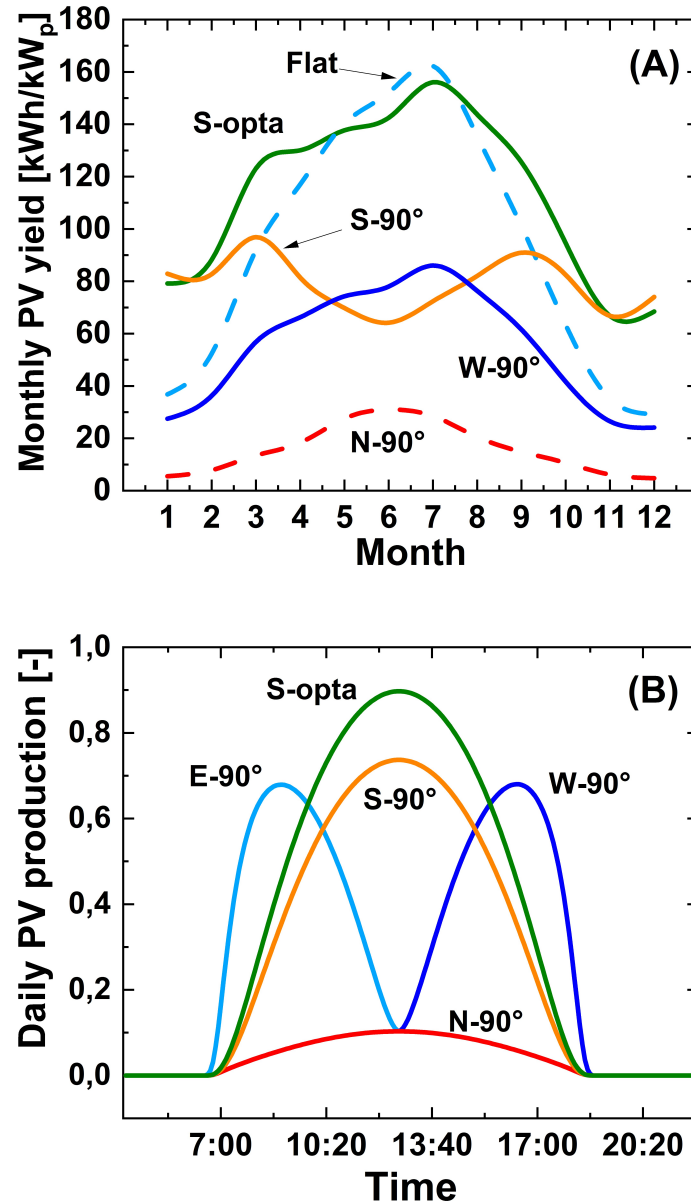 Monthly PV yield [kWh/kWp]
180
160
140
120
100
80
60
40
20
0
(A)
Flat
S-opta
S-90°
W-90°
N-90°
1 2 3 4 5 6 7 8 9 10 11 12
Month
Daily PV production [-]
1,0
0,8
0,6
0,4
0,2
0,0
(B)
S-opta
E-90°
S-90°
W-90°
N-90°
7:00 10:20 13:40 17:00 20:20
Time